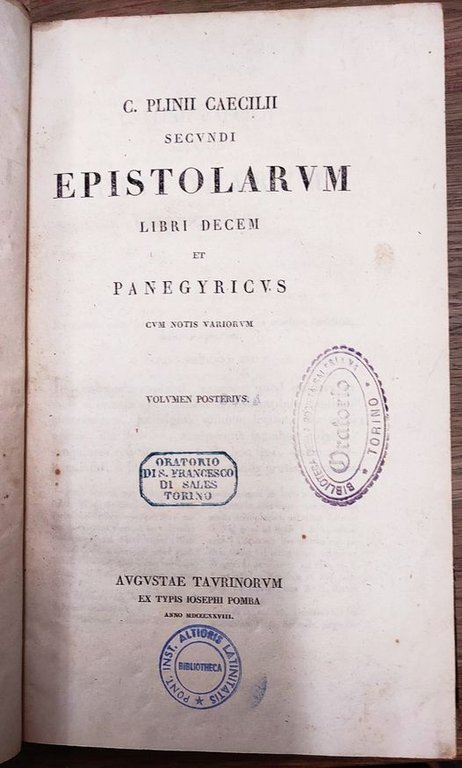 C. PLINII CAECILII
SECVNDI
EPISTOLARVM
LIBRI DECEM
ET
PANEGYRICVS
CVM NOTIS VARIORVM
VOLVMEN POSTERIVS.
ORATORIO
DI S. FRANCESCO
DI SALES
TORINO
BIBLIOTECA
Oratorio
TORINO
AVGVSTAE TAVRINORVM
EX TYPIS IOSEPHI POMBA
ANNO MDCCCXXVIII.
PONT. INST. ALTIORIS LATINITATIS
BIBLIOTHECA